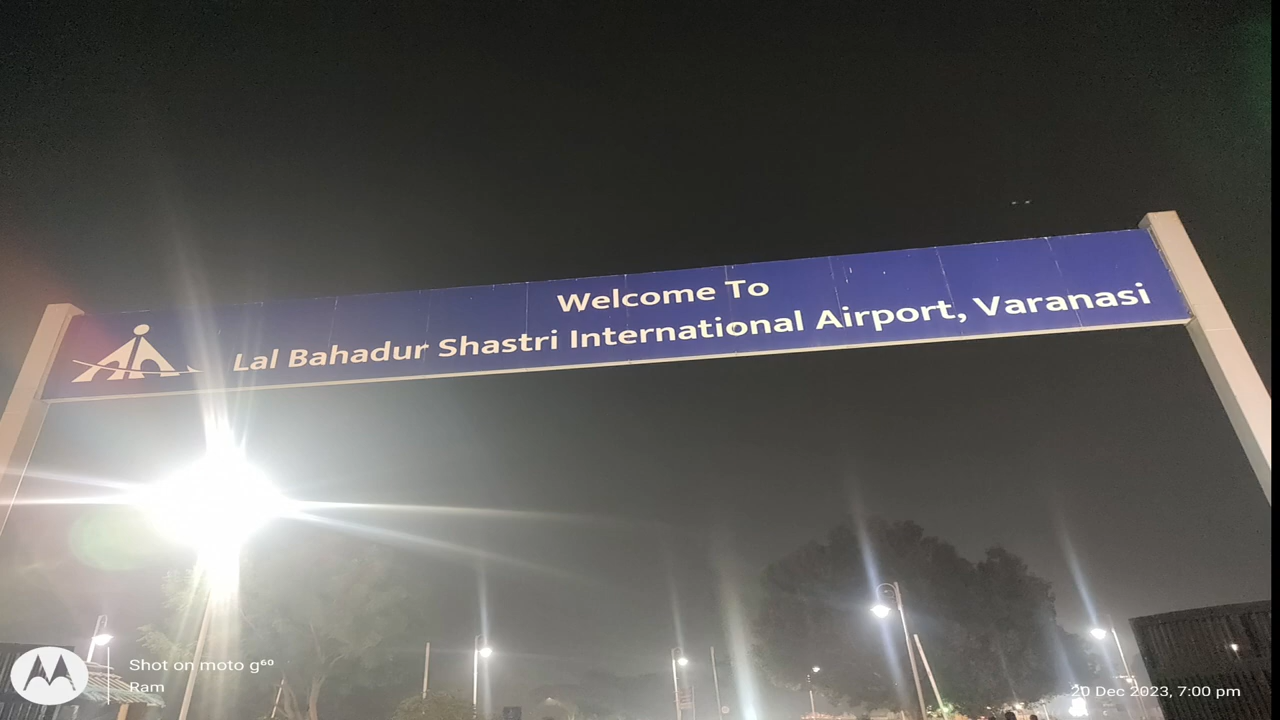 Welcome To
Lal Bahadur Shastri International Airport, Varanasi
Shot on moto g⁶⁰
Ram
20 Dec 2023, 7:00 pm